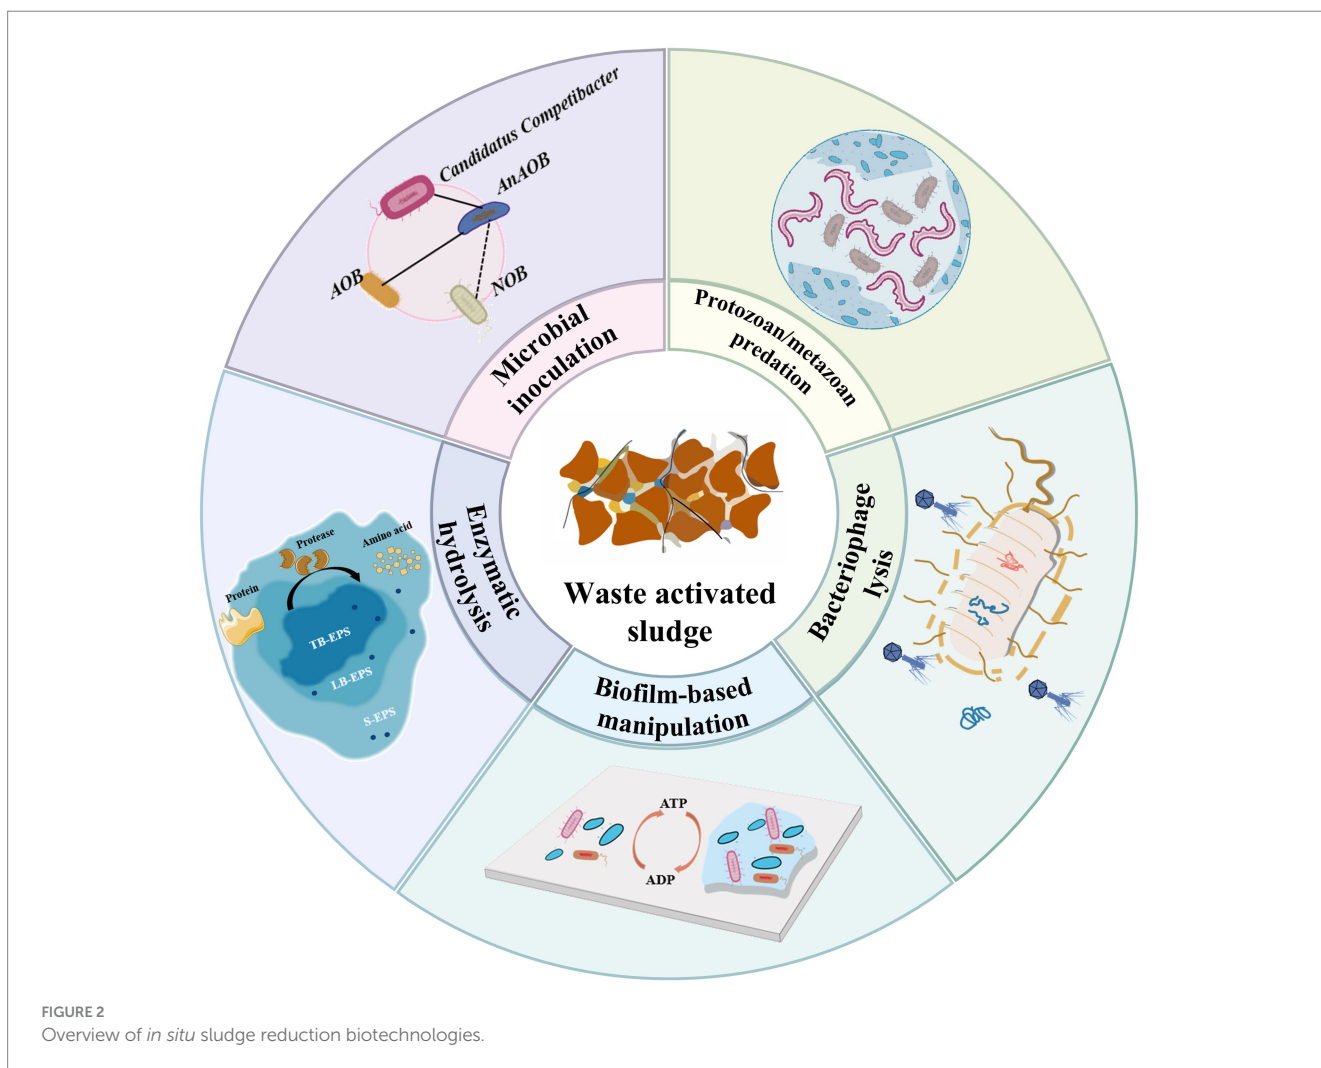 Candidatus Competibacter
AnAOB
AOB
NOB
Microbial
inoculation
Protozoan/metazoan
predation
Enzymatic
hydrolysis
Protease
Amino acid
Protein
TB-EPS
LB-EPS
S-EPS
Waste activated
sludge
Bacteriophage
lysis
Biofilm-based
manipulation
ATP
ADP
FIGURE 2
Overview of in situ sludge reduction biotechnologies.